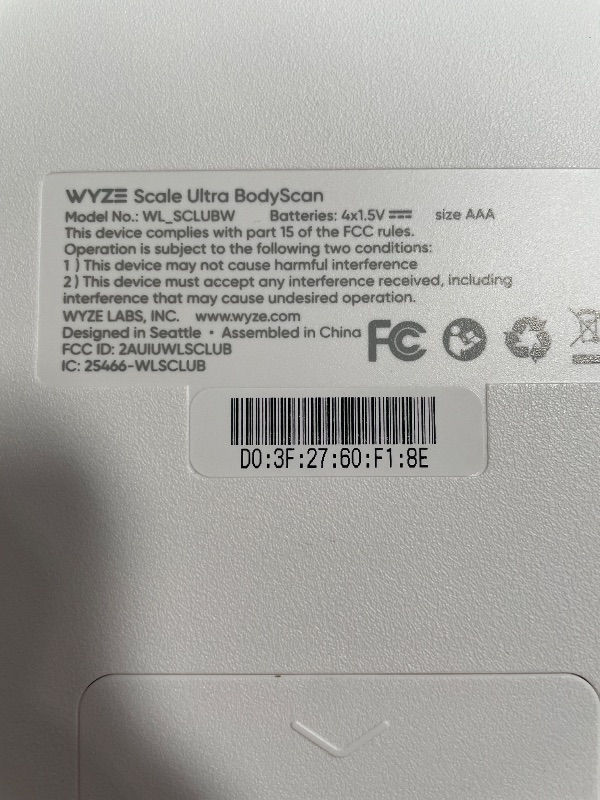 WYZE Scale Ultra BodyScan
Model No.: WL_SCLUBW Batteries: 4x1.5V size AAA
This device complies with part 15 of the FCC rules.
Operation is subject to the following two conditions:
1 ) This device may not cause harmful interference
2 ) This device must accept any interference received, including
interference that may cause undesired operation.
WYZE LABS, INC. www.wyze.com
Designed in Seattle • Assembled in China
FCC ID: 2AUIUWLSCLUB
IC: 25466-WLSCLUB
FC
D0:3F:27:60:F1:8E